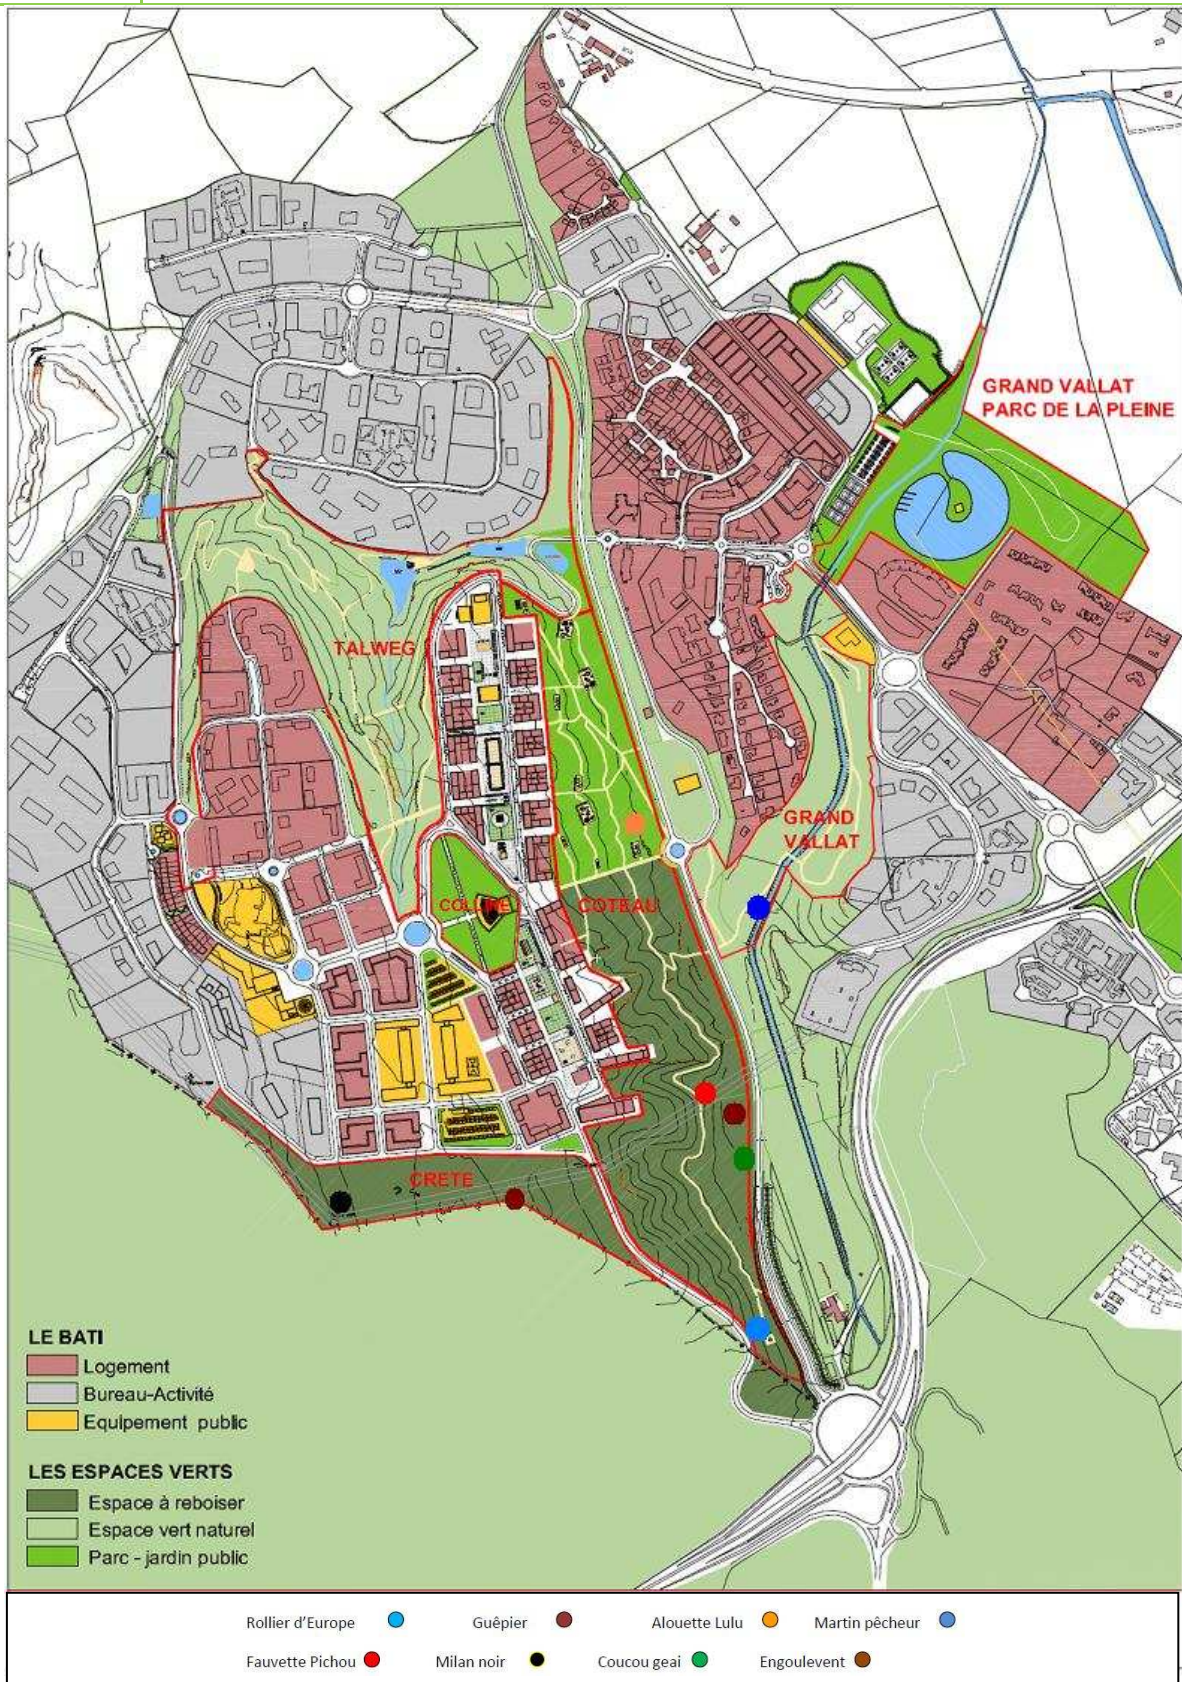 GRAND VALLAT
PARC DE LA PLEINE
TALWEG
GRAND
VALLAT
COLLINE
COTEAU
CRETE
LE BATI
Logement
Bureau-Activité
Equipement public
LES ESPACES VERTS
Espace à reboiser
Espace vert naturel
Parc - jardin public
Rollier d'Europe
Guêpier
Alouette Lulu
Martin pêcheur
Fauvette Pichou
Milan noir
Coucou geai
Engoulevent